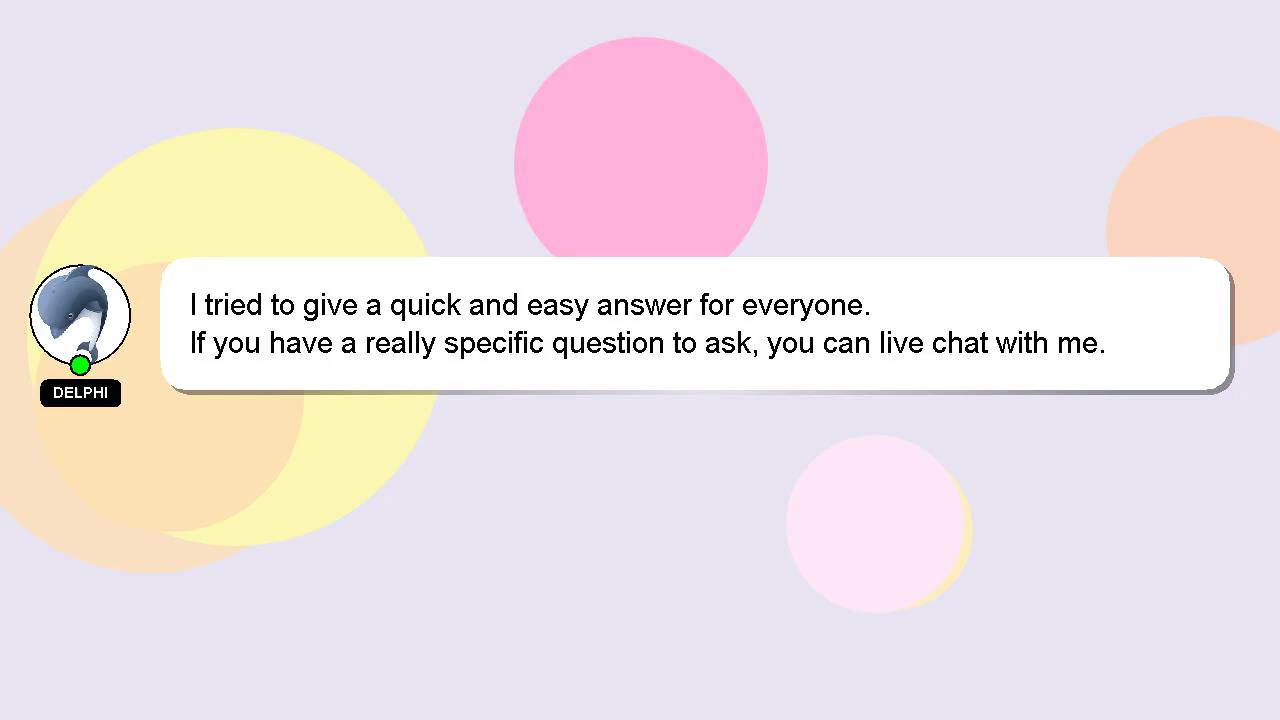 I tried to give a quick and easy answer for everyone.
If you have a really specific question to ask, you can live chat with me.
DELPHI